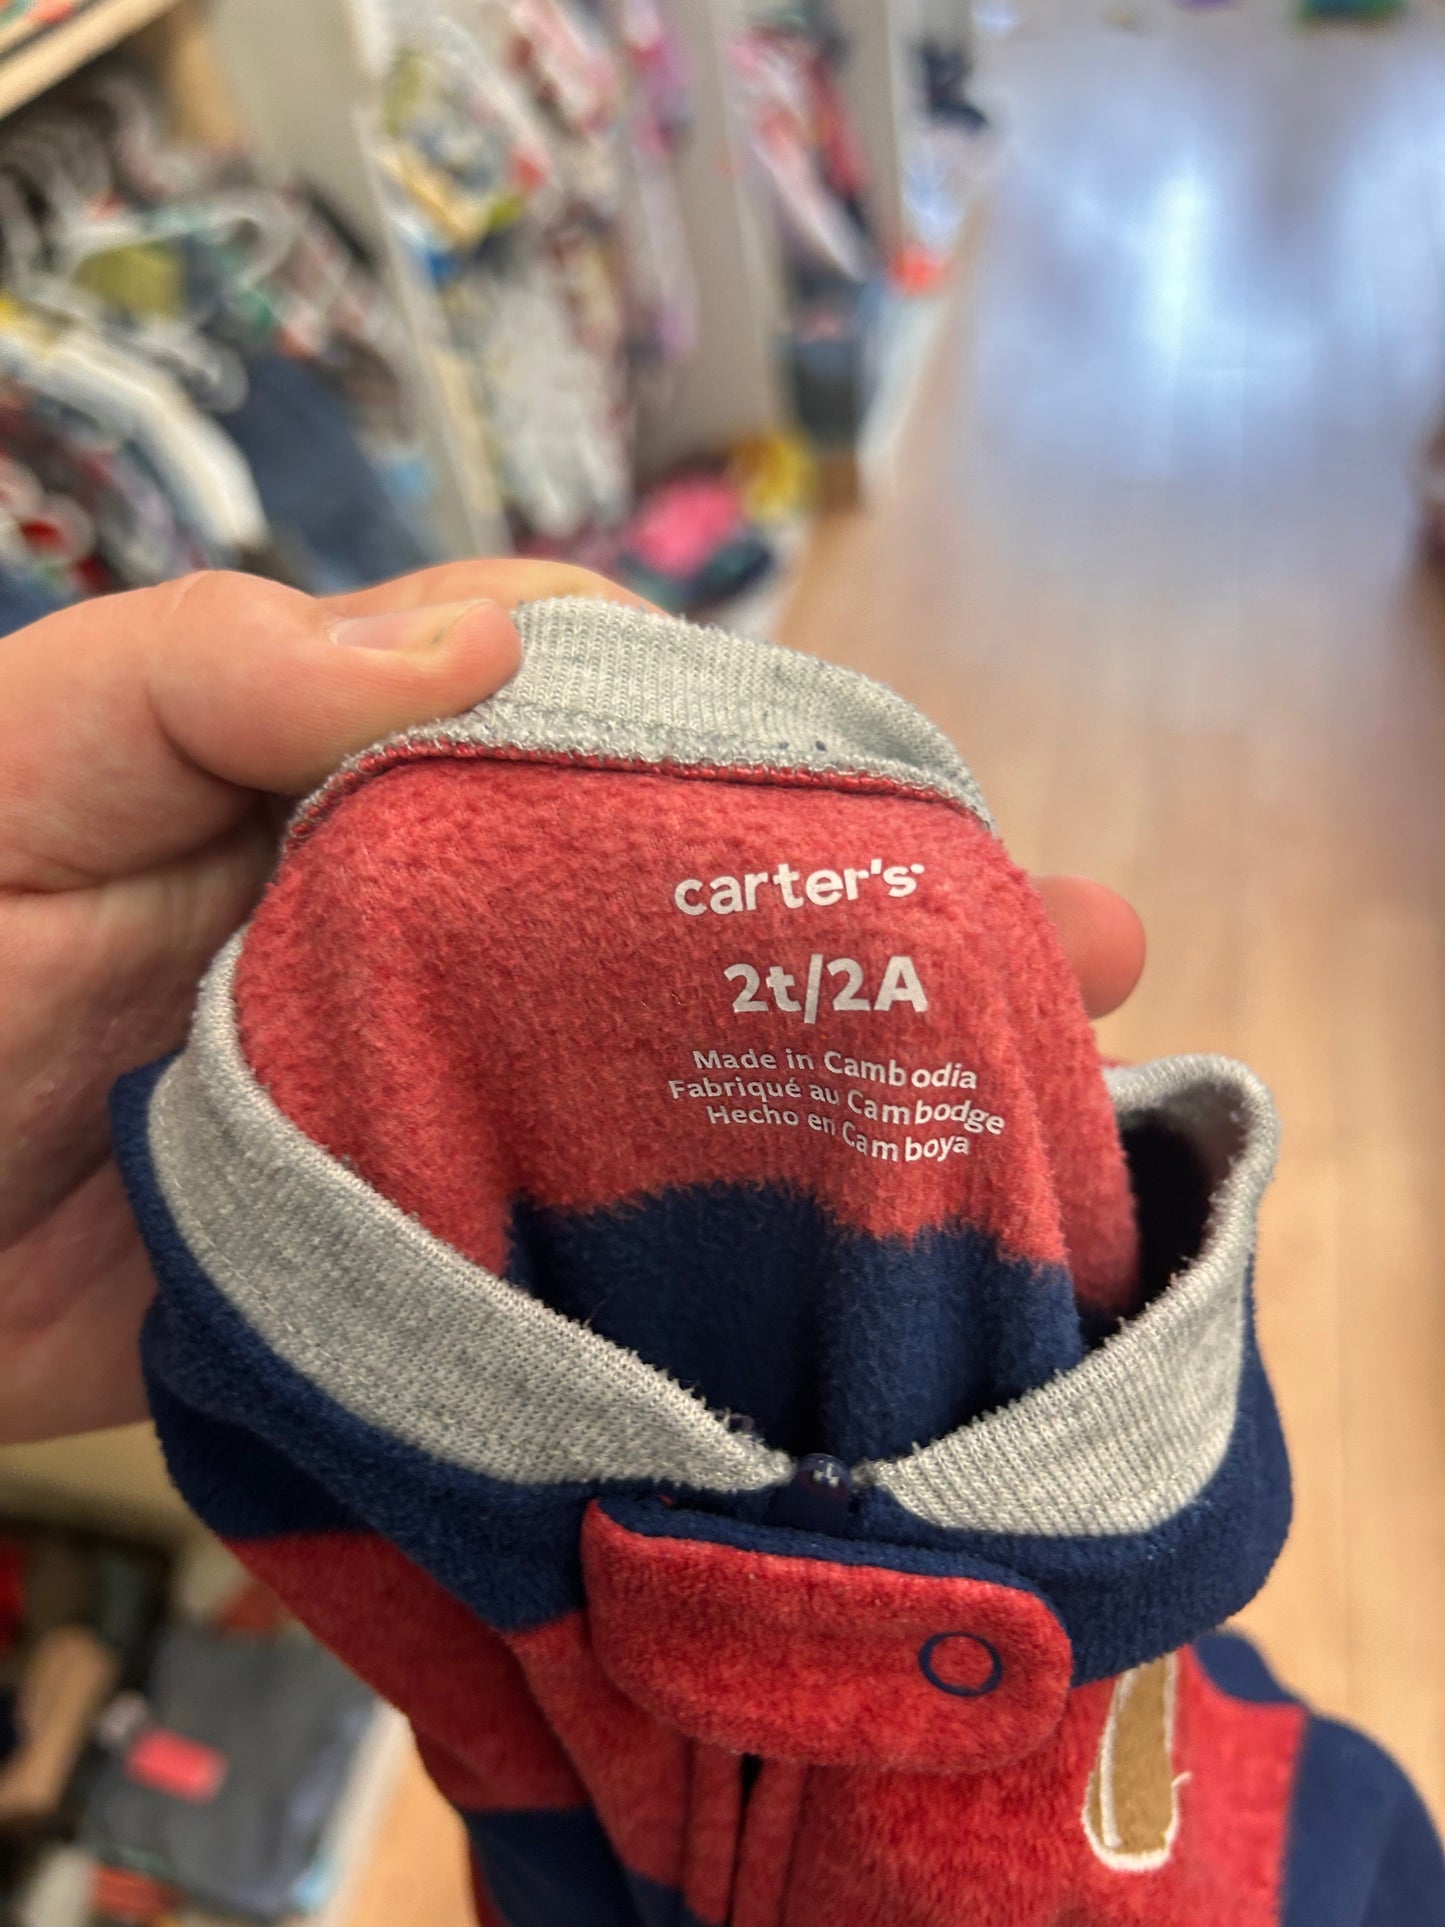 carter's
2t/2A
Made in Cambodia
Fabriqué au Cambodge
Hecho en Camboya